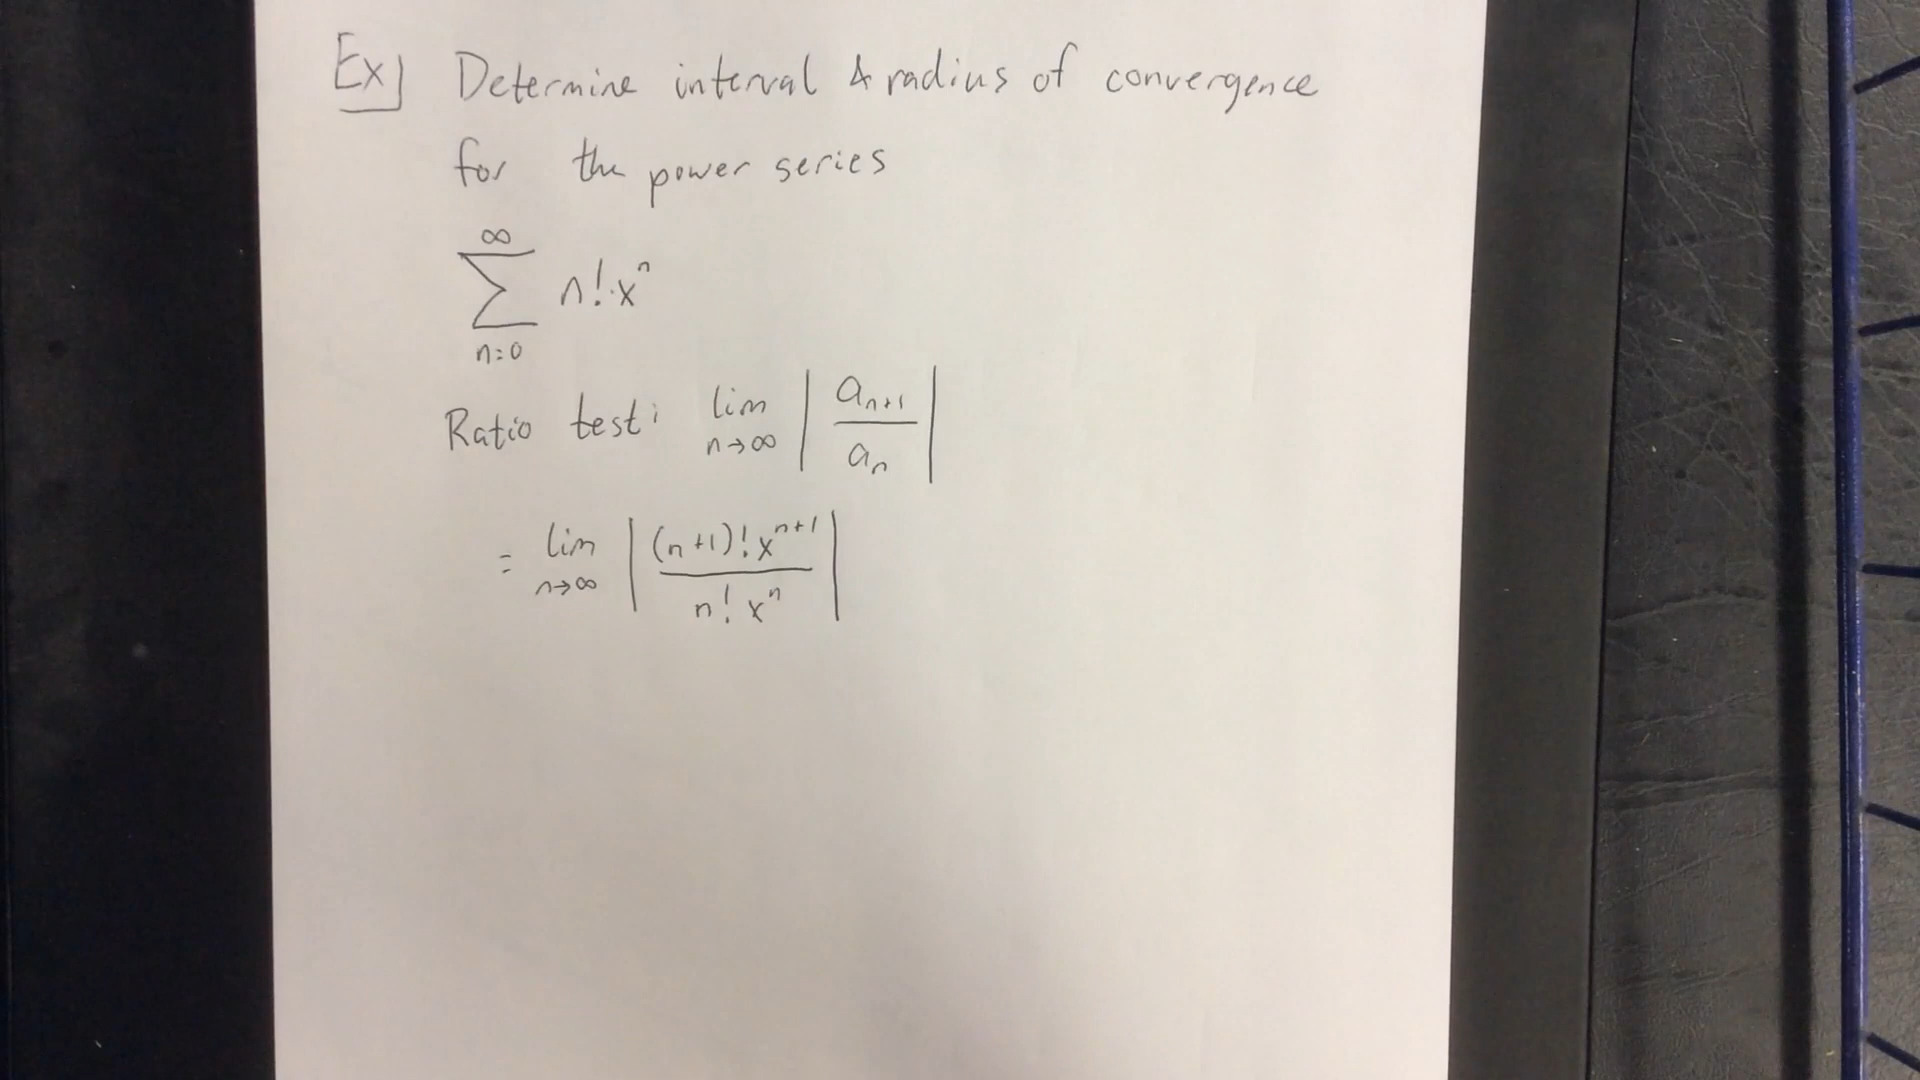 Ex] Determine interval & radius of convergence
for the power series
∞
∑ n!·xⁿ
n=0
Ratio test: lim n→∞ | aₙ₊₁ / aₙ |
= lim n→∞ | (n+1)! xⁿ⁺¹ / n! xⁿ |